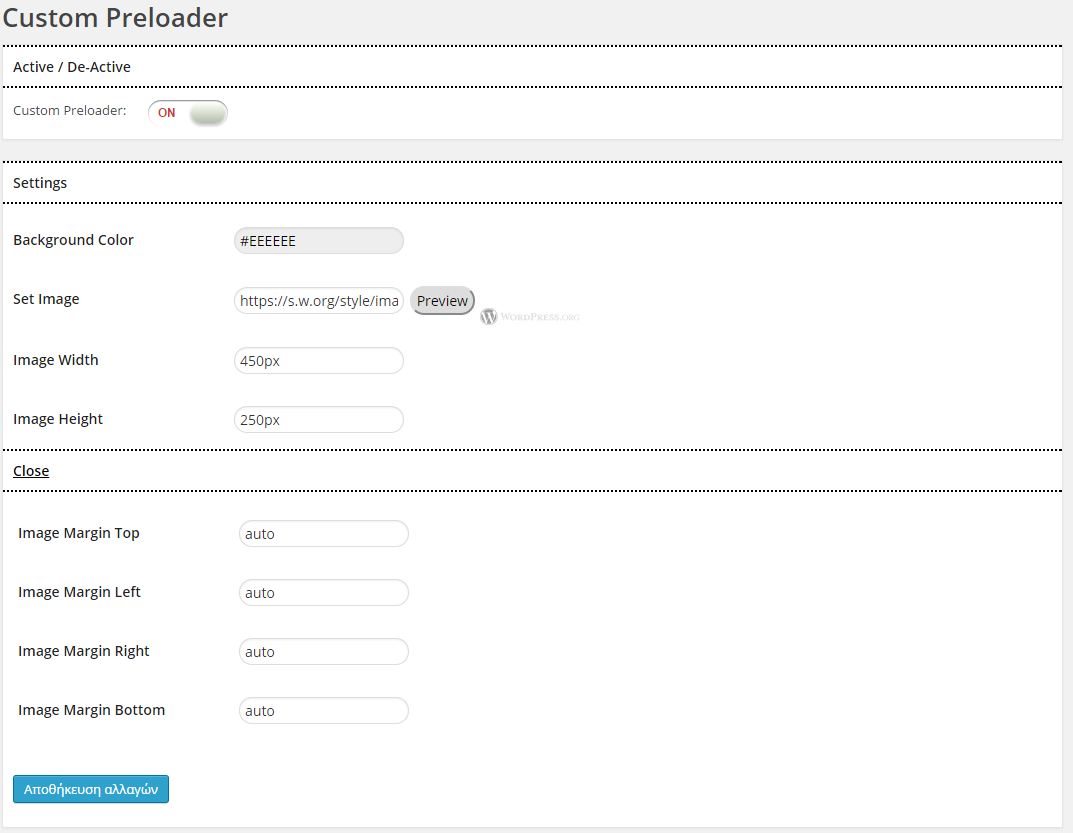 Custom Preloader
Active / De-Active
Custom Preloader: ON
Settings
Background Color #EEEEEE
Set Image https://s.w.org/style/ima Preview
WORDPRESS.ORG
Image Width 450px
Image Height 250px
Close
Image Margin Top auto
Image Margin Left auto
Image Margin Right auto
Image Margin Bottom auto
Αποθήκευση αλλαγών